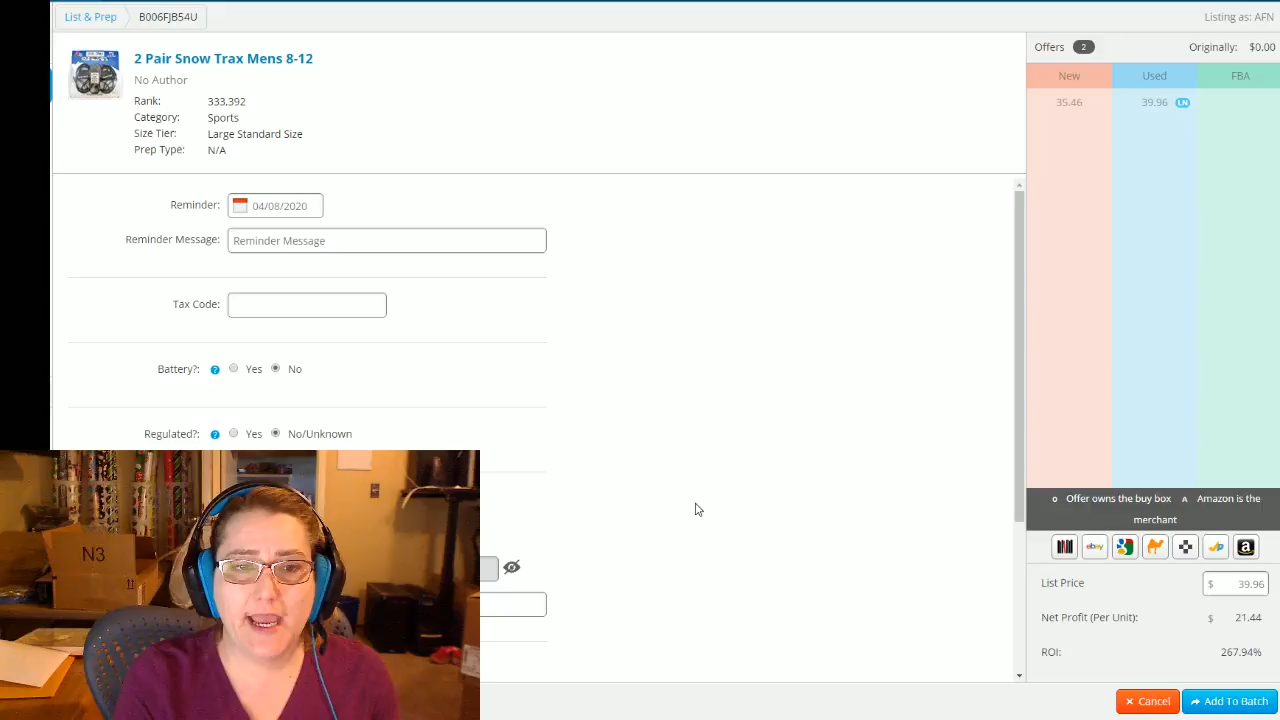 List & Prep
B006FJB54U
Listing as: AFN
2 Pair Snow Trax Mens 8-12
No Author
Rank: 333,392
Category: Sports
Size Tier: Large Standard Size
Prep Type: N/A
Offers 2 Originally: $0.00
New Used FBA
35.46 39.96 LN
Reminder: 04/08/2020
Reminder Message: Reminder Message
Tax Code:
Battery?: ? Yes No
Regulated?: ? Yes No/Unknown
N3
O Offer owns the buy box A Amazon is the
merchant
ebay
a
List Price $ 39.96
Net Profit (Per Unit): $ 21.44
ROI: 267.94%
Cancel Add To Batch